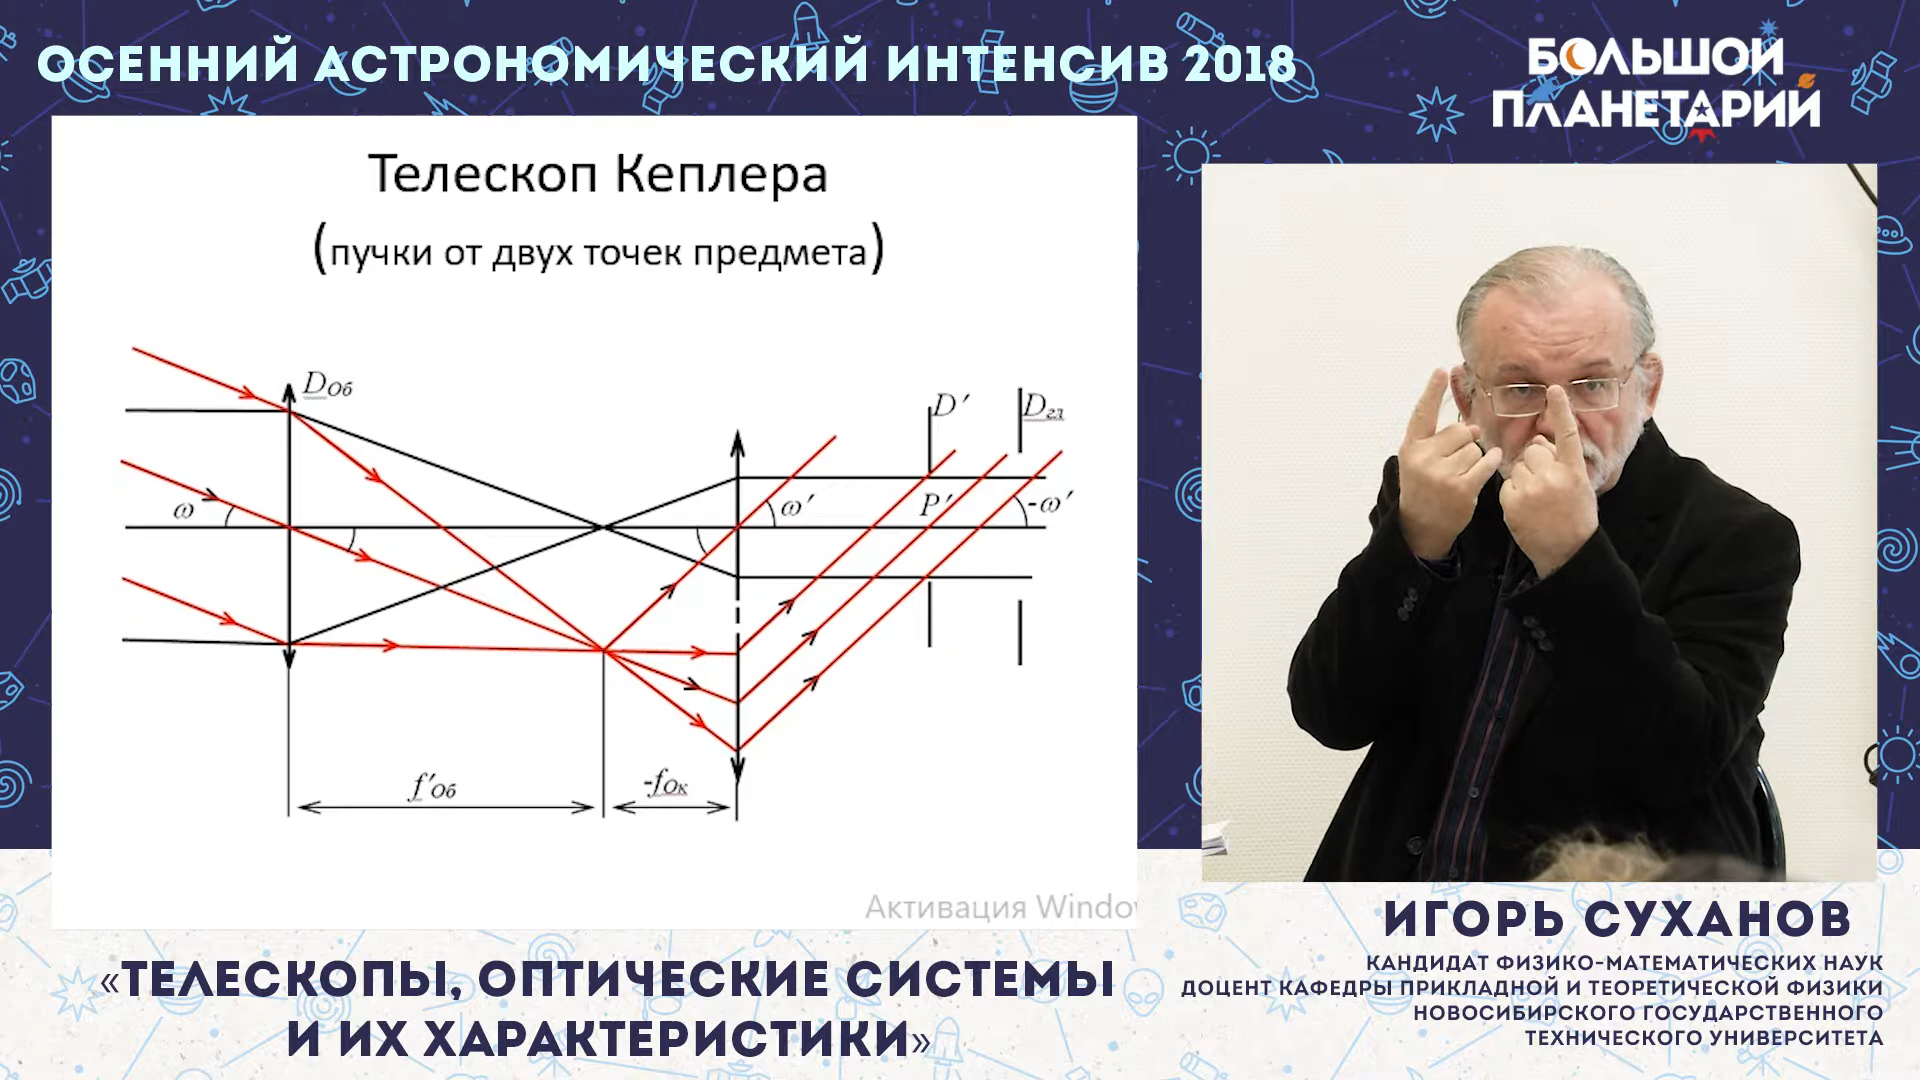 ОСЕННИЙ АСТРОНОМИЧЕСКИЙ ИНТЕНСИВ 2018
БОЛЬШОЙ
ПЛАНЕТАРИЙ
Телескоп Кеплера
(пучки от двух точек предмета)
Dоб
D′
Dгл
ω
ω′
P′
-ω′
f′об
-fок
Активация Windo
«ТЕЛЕСКОПЫ, ОПТИЧЕСКИЕ СИСТЕМЫ
И ИХ ХАРАКТЕРИСТИКИ»
ИГОРЬ СУХАНОВ
КАНДИДАТ ФИЗИКО-МАТЕМАТИЧЕСКИХ НАУК
ДОЦЕНТ КАФЕДРЫ ПРИКЛАДНОЙ И ТЕОРЕТИЧЕСКОЙ ФИЗИКИ
НОВОСИБИРСКОГО ГОСУДАРСТВЕННОГО
ТЕХНИЧЕСКОГО УНИВЕРСИТЕТА